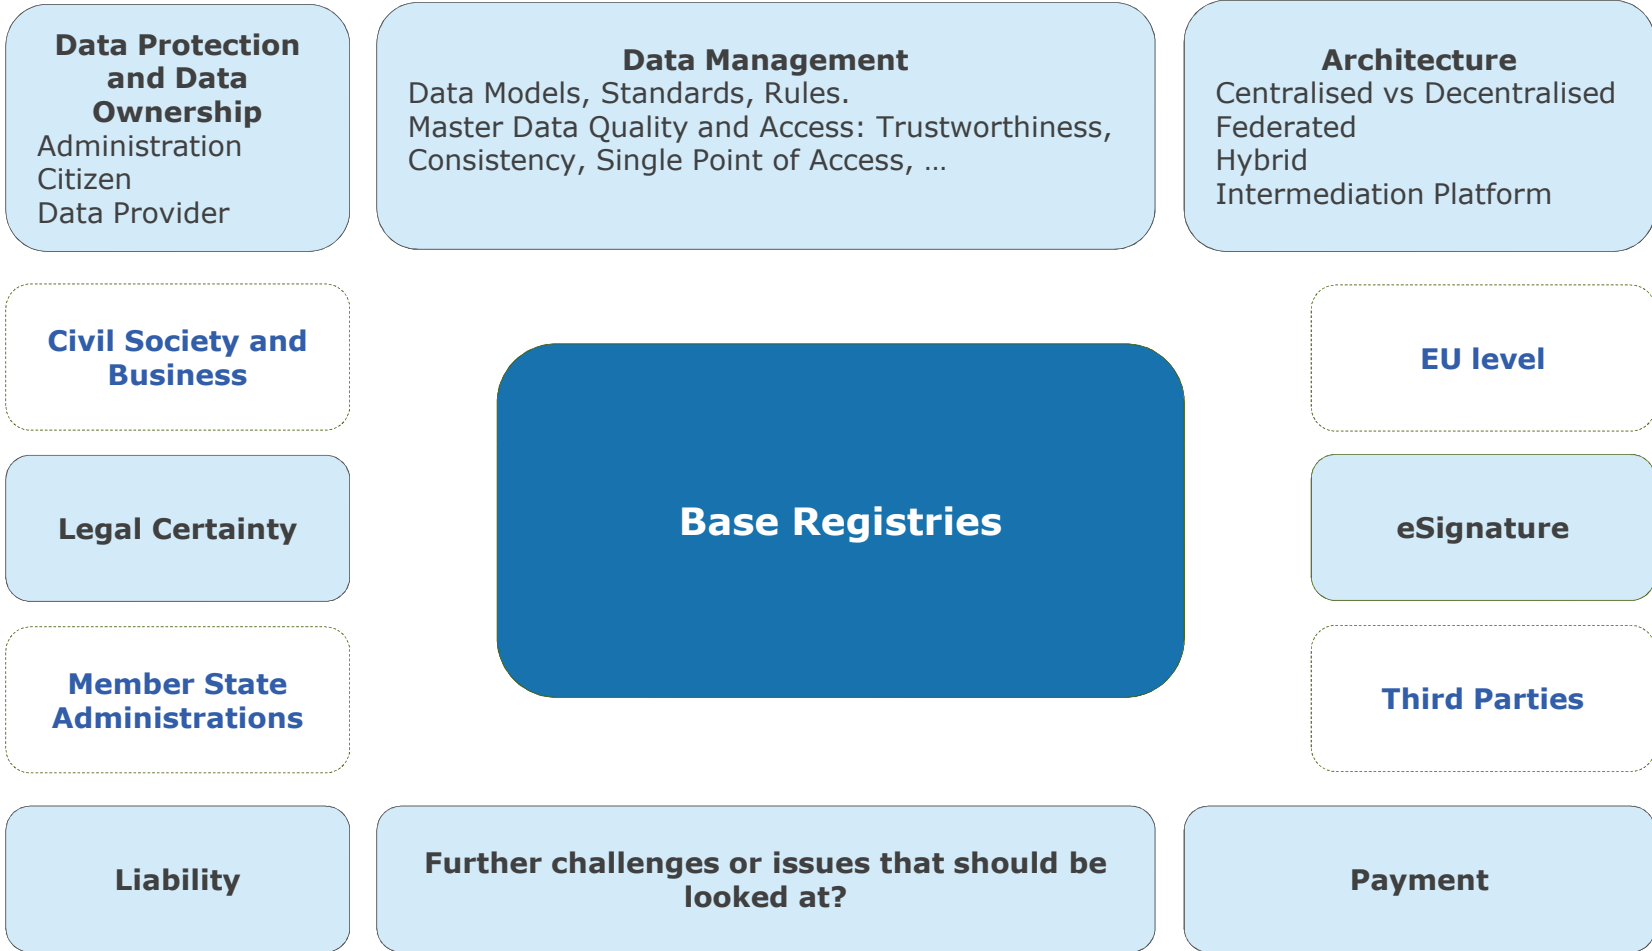 Data Protection
and Data
Ownership
Administration
Citizen
Data Provider
Data Management
Data Models, Standards, Rules.
Master Data Quality and Access: Trustworthiness,
Consistency, Single Point of Access, …
Architecture
Centralised vs Decentralised
Federated
Hybrid
Intermediation Platform
Civil Society and
Business
EU level
Legal Certainty
Base Registries
eSignature
Member State
Administrations
Third Parties
Liability
Further challenges or issues that should be
looked at?
Payment